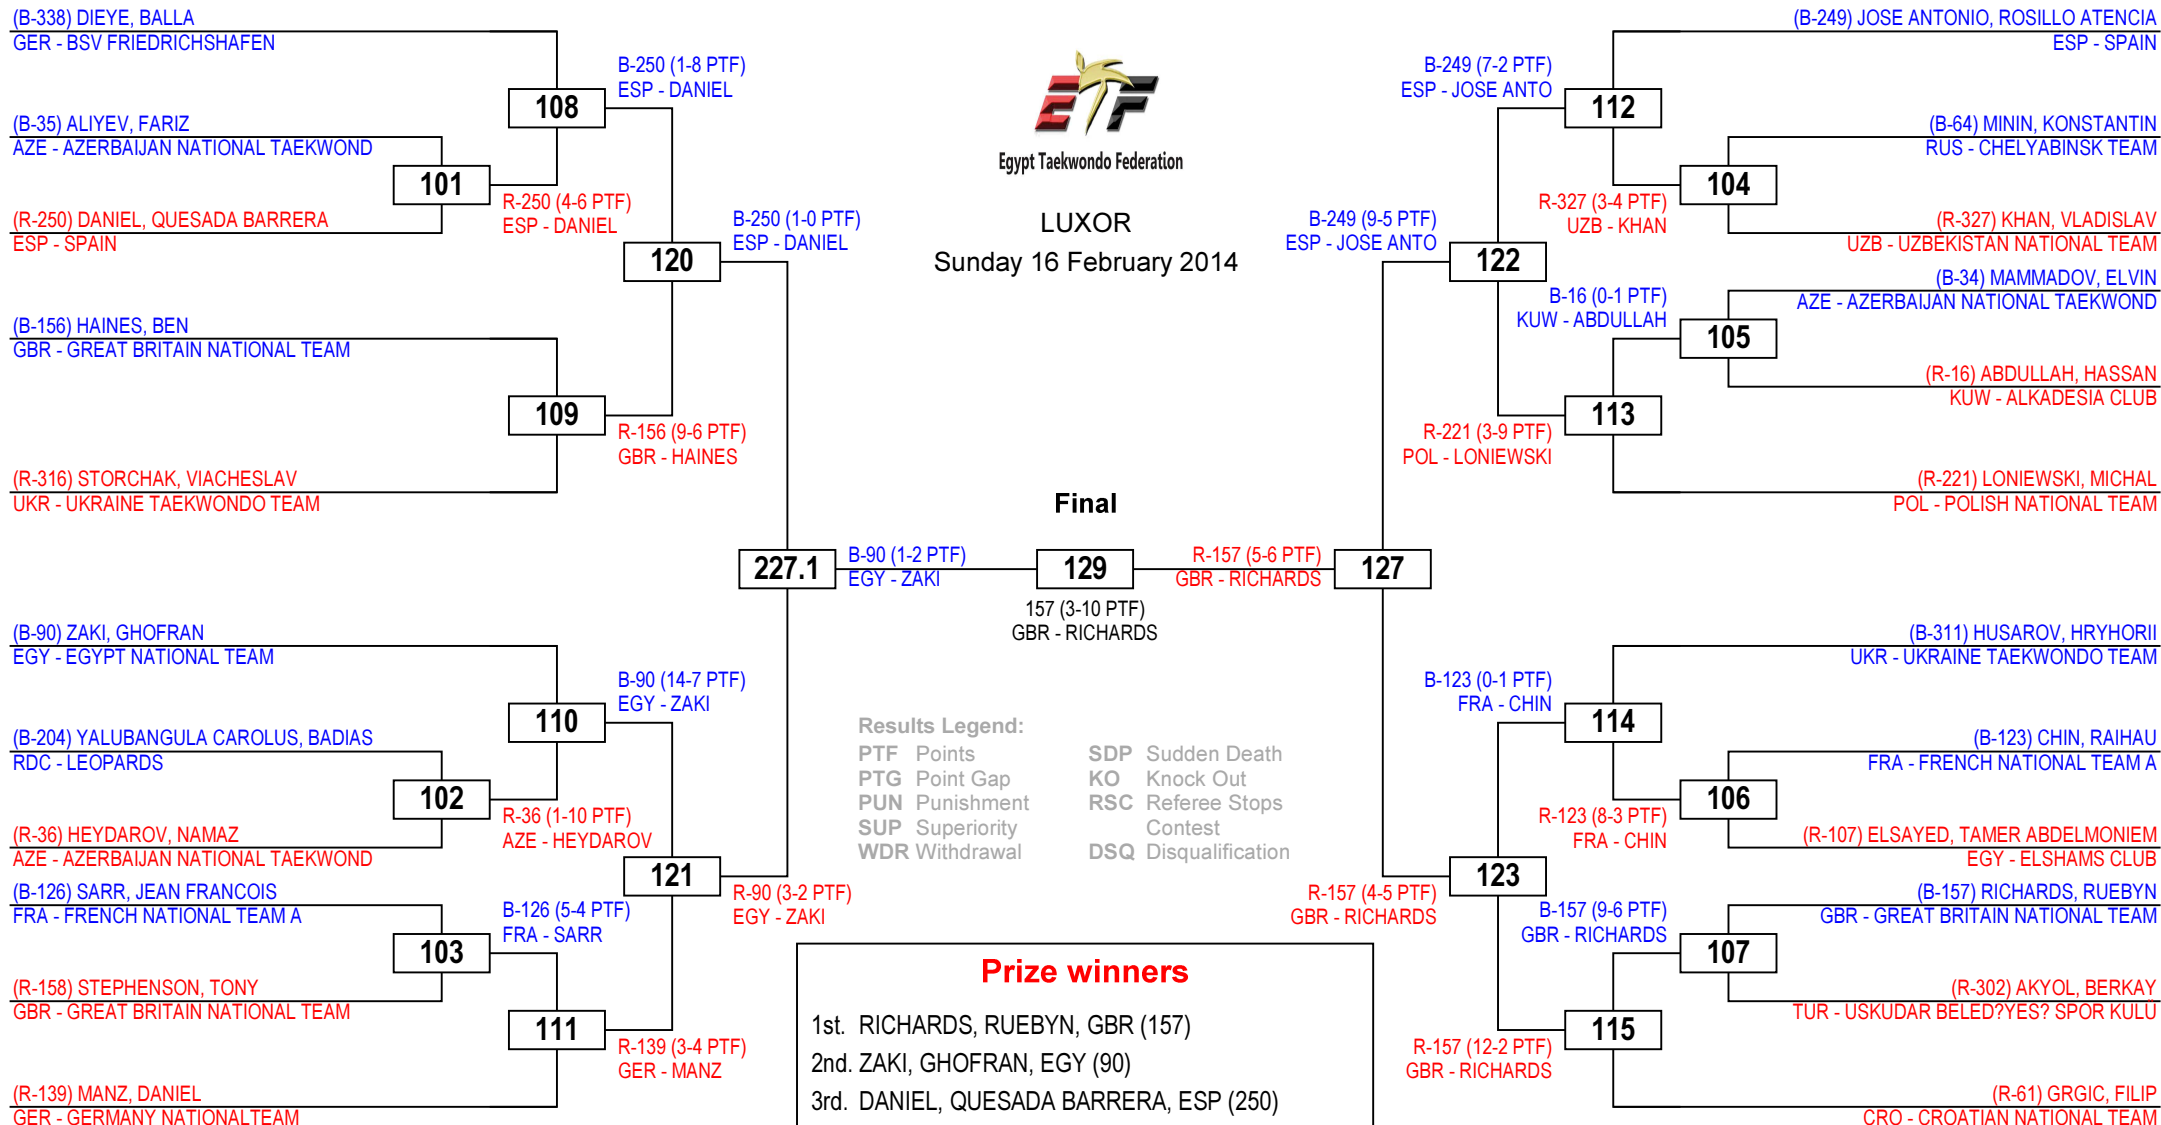 (B-338) DIEYE, BALLA
GER - BSV FRIEDRICHSHAFEN
(B-35) ALIYEV, FARIZ
AZE - AZERBAIJAN NATIONAL TAEKWOND
(R-250) DANIEL, QUESADA BARRERA
ESP - SPAIN
(B-156) HAINES, BEN
GBR - GREAT BRITAIN NATIONAL TEAM
(R-316) STORCHAK, VIACHESLAV
UKR - UKRAINE TAEKWONDO TEAM
(B-90) ZAKI, GHOFRAN
EGY - EGYPT NATIONAL TEAM
(B-204) YALUBANGULA CAROLUS, BADIAS
RDC - LEOPARDS
(R-36) HEYDAROV, NAMAZ
AZE - AZERBAIJAN NATIONAL TAEKWOND
(B-126) SARR, JEAN FRANCOIS
FRA - FRENCH NATIONAL TEAM A
(R-158) STEPHENSON, TONY
GBR - GREAT BRITAIN NATIONAL TEAM
(R-139) MANZ, DANIEL
GER - GERMANY NATIONALTEAM
101
R-250 (4-6 PTF)
ESP - DANIEL
102
R-36 (1-10 PTF)
AZE - HEYDAROV
103
B-126 (5-4 PTF)
FRA - SARR
108
B-250 (1-8 PTF)
ESP - DANIEL
109
R-156 (9-6 PTF)
GBR - HAINES
110
B-90 (14-7 PTF)
EGY - ZAKI
111
R-139 (3-4 PTF)
GER - MANZ
120
B-250 (1-0 PTF)
ESP - DANIEL
121
R-90 (3-2 PTF)
EGY - ZAKI
227.1
B-90 (1-2 PTF)
EGY - ZAKI
ETF
Egypt Taekwondo Federation
LUXOR
Sunday 16 February 2014
Final
129
157 (3-10 PTF)
GBR - RICHARDS
Results Legend:
PTF Points
PTG Point Gap
PUN Punishment
SUP Superiority
WDR Withdrawal
SDP Sudden Death
KO Knock Out
RSC Referee Stops
Contest
DSQ Disqualification
Prize winners
1st. RICHARDS, RUEBYN, GBR (157)
2nd. ZAKI, GHOFRAN, EGY (90)
3rd. DANIEL, QUESADA BARRERA, ESP (250)
R-157 (5-6 PTF)
GBR - RICHARDS
127
B-249 (9-5 PTF)
ESP - JOSE ANTO
122
R-157 (4-5 PTF)
GBR - RICHARDS
123
B-249 (7-2 PTF)
ESP - JOSE ANTO
112
R-221 (3-9 PTF)
POL - LONIEWSKI
113
B-123 (0-1 PTF)
FRA - CHIN
114
R-157 (12-2 PTF)
GBR - RICHARDS
115
R-327 (3-4 PTF)
UZB - KHAN
104
B-16 (0-1 PTF)
KUW - ABDULLAH
105
R-123 (8-3 PTF)
FRA - CHIN
106
B-157 (9-6 PTF)
GBR - RICHARDS
107
(B-249) JOSE ANTONIO, ROSILLO ATENCIA
ESP - SPAIN
(B-64) MININ, KONSTANTIN
RUS - CHELYABINSK TEAM
(R-327) KHAN, VLADISLAV
UZB - UZBEKISTAN NATIONAL TEAM
(B-34) MAMMADOV, ELVIN
AZE - AZERBAIJAN NATIONAL TAEKWOND
(R-16) ABDULLAH, HASSAN
KUW - ALKADESIA CLUB
(R-221) LONIEWSKI, MICHAL
POL - POLISH NATIONAL TEAM
(B-311) HUSAROV, HRYHORII
UKR - UKRAINE TAEKWONDO TEAM
(B-123) CHIN, RAIHAU
FRA - FRENCH NATIONAL TEAM A
(R-107) ELSAYED, TAMER ABDELMONIEM
EGY - ELSHAMS CLUB
(B-157) RICHARDS, RUEBYN
GBR - GREAT BRITAIN NATIONAL TEAM
(R-302) AKYOL, BERKAY
TUR - USKUDAR BELED?YES? SPOR KULÜ
(R-61) GRGIC, FILIP
CRO - CROATIAN NATIONAL TEAM